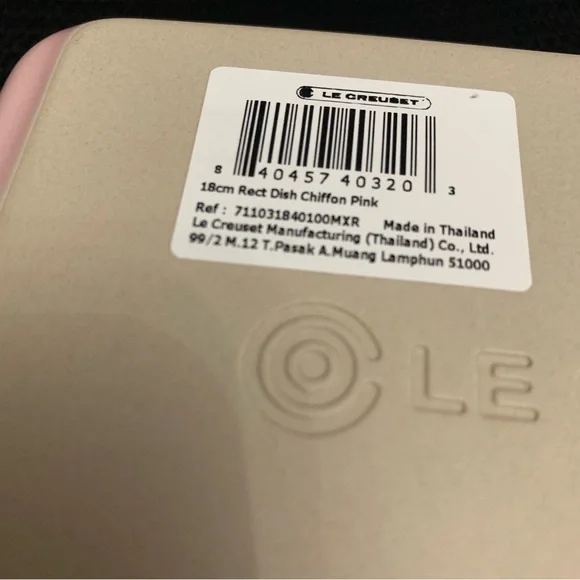 LE CREUSET
8 40457 40320 3
18cm Rect Dish Chiffon Pink
Ref : 711031840100MXR Made in Thailand
Le Creuset Manufacturing (Thailand) Co., Ltd.
99/2 M.12 T.Pasak A.Muang Lamphun 51000
LE